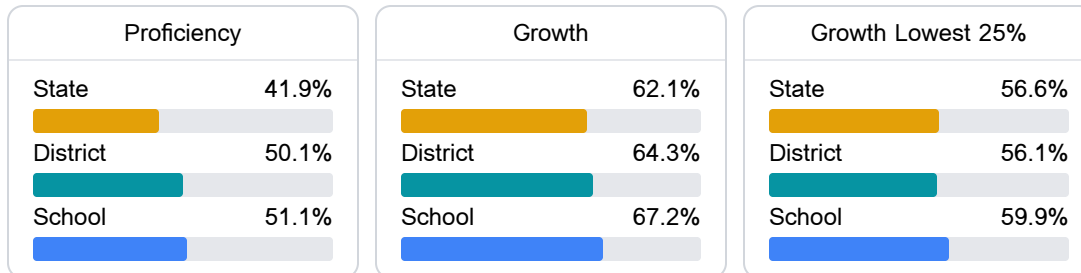 Proficiency
State 41.9%
District 50.1%
School 51.1%
Growth
State 62.1%
District 64.3%
School 67.2%
Growth Lowest 25%
State 56.6%
District 56.1%
School 59.9%